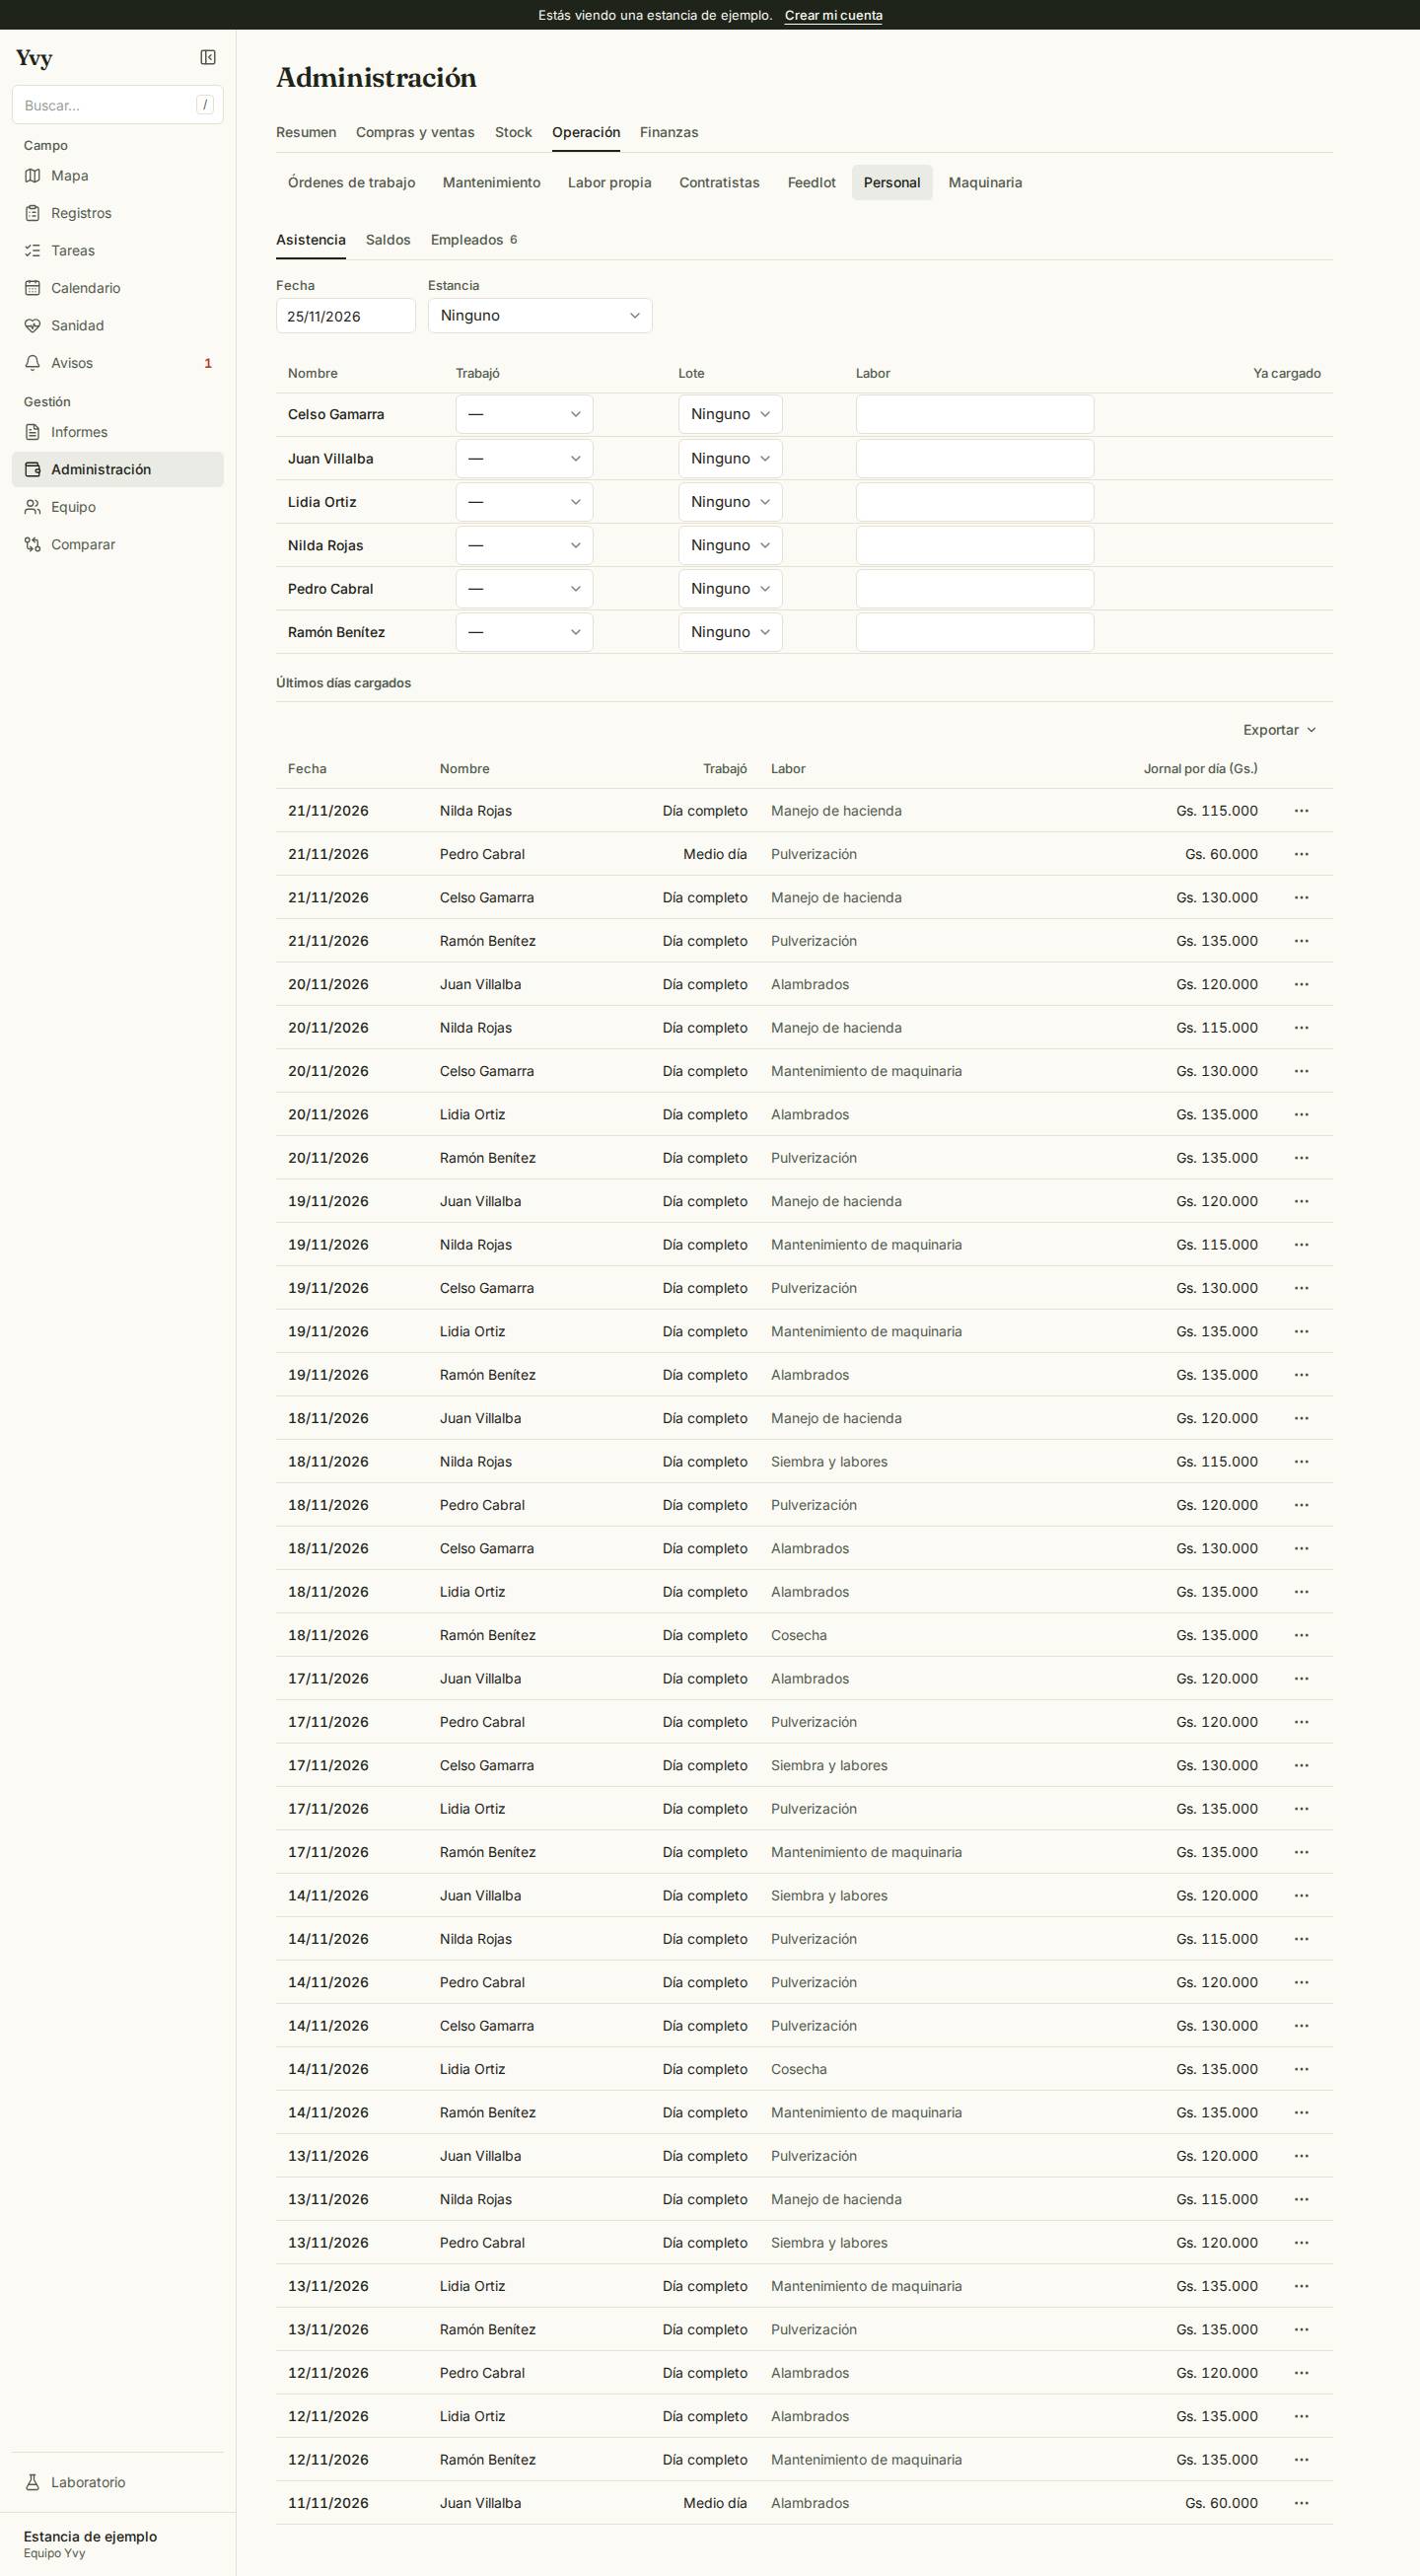 Estás viendo una estancia de ejemplo. Crear mi cuenta
Yvy
Buscar... /
Campo
Mapa
Registros
Tareas
Calendario
Sanidad
Avisos 1
Gestión
Informes
Administración
Equipo
Comparar
Laboratorio
Estancia de ejemplo
Equipo Yvy
Administración
Resumen Compras y ventas Stock Operación Finanzas
Órdenes de trabajo Mantenimiento Labor propia Contratistas Feedlot Personal Maquinaria
Asistencia Saldos Empleados 6
Fecha Estancia
25/11/2026 Ninguno
Nombre Trabajó Lote Labor Ya cargado
Celso Gamarra — Ninguno
Juan Villalba — Ninguno
Lidia Ortiz — Ninguno
Nilda Rojas — Ninguno
Pedro Cabral — Ninguno
Ramón Benítez — Ninguno
Últimos días cargados
Exportar
Fecha Nombre Trabajó Labor Jornal por día (Gs.)
21/11/2026 Nilda Rojas Día completo Manejo de hacienda Gs. 115.000
21/11/2026 Pedro Cabral Medio día Pulverización Gs. 60.000
21/11/2026 Celso Gamarra Día completo Manejo de hacienda Gs. 130.000
21/11/2026 Ramón Benítez Día completo Pulverización Gs. 135.000
20/11/2026 Juan Villalba Día completo Alambrados Gs. 120.000
20/11/2026 Nilda Rojas Día completo Manejo de hacienda Gs. 115.000
20/11/2026 Celso Gamarra Día completo Mantenimiento de maquinaria Gs. 130.000
20/11/2026 Lidia Ortiz Día completo Alambrados Gs. 135.000
20/11/2026 Ramón Benítez Día completo Pulverización Gs. 135.000
19/11/2026 Juan Villalba Día completo Manejo de hacienda Gs. 120.000
19/11/2026 Nilda Rojas Día completo Mantenimiento de maquinaria Gs. 115.000
19/11/2026 Celso Gamarra Día completo Pulverización Gs. 130.000
19/11/2026 Lidia Ortiz Día completo Mantenimiento de maquinaria Gs. 135.000
19/11/2026 Ramón Benítez Día completo Alambrados Gs. 135.000
18/11/2026 Juan Villalba Día completo Manejo de hacienda Gs. 120.000
18/11/2026 Nilda Rojas Día completo Siembra y labores Gs. 115.000
18/11/2026 Pedro Cabral Día completo Pulverización Gs. 120.000
18/11/2026 Celso Gamarra Día completo Alambrados Gs. 130.000
18/11/2026 Lidia Ortiz Día completo Alambrados Gs. 135.000
18/11/2026 Ramón Benítez Día completo Cosecha Gs. 135.000
17/11/2026 Juan Villalba Día completo Alambrados Gs. 120.000
17/11/2026 Pedro Cabral Día completo Pulverización Gs. 120.000
17/11/2026 Celso Gamarra Día completo Siembra y labores Gs. 130.000
17/11/2026 Lidia Ortiz Día completo Pulverización Gs. 135.000
17/11/2026 Ramón Benítez Día completo Mantenimiento de maquinaria Gs. 135.000
14/11/2026 Juan Villalba Día completo Siembra y labores Gs. 120.000
14/11/2026 Nilda Rojas Día completo Pulverización Gs. 115.000
14/11/2026 Pedro Cabral Día completo Pulverización Gs. 120.000
14/11/2026 Celso Gamarra Día completo Pulverización Gs. 130.000
14/11/2026 Lidia Ortiz Día completo Cosecha Gs. 135.000
14/11/2026 Ramón Benítez Día completo Mantenimiento de maquinaria Gs. 135.000
13/11/2026 Juan Villalba Día completo Pulverización Gs. 120.000
13/11/2026 Nilda Rojas Día completo Manejo de hacienda Gs. 115.000
13/11/2026 Pedro Cabral Día completo Siembra y labores Gs. 120.000
13/11/2026 Lidia Ortiz Día completo Mantenimiento de maquinaria Gs. 135.000
13/11/2026 Ramón Benítez Día completo Pulverización Gs. 135.000
12/11/2026 Pedro Cabral Día completo Alambrados Gs. 120.000
12/11/2026 Lidia Ortiz Día completo Alambrados Gs. 135.000
12/11/2026 Ramón Benítez Día completo Mantenimiento de maquinaria Gs. 135.000
11/11/2026 Juan Villalba Medio día Alambrados Gs. 60.000